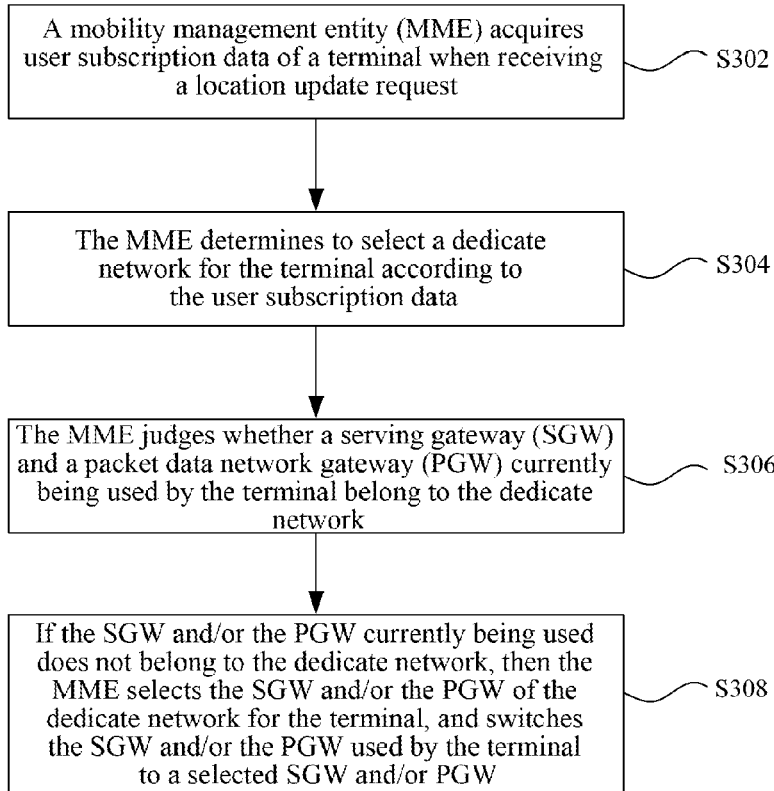 A mobility management entity (MME) acquires
user subscription data of a terminal when receiving
a location update request
S302
The MME determines to select a dedicate
network for the terminal according to
the user subscription data
S304
The MME judges whether a serving gateway (SGW)
and a packet data network gateway (PGW) currently
being used by the terminal belong to the dedicate
network
S306
If the SGW and/or the PGW currently being used
does not belong to the dedicate network, then the
MME selects the SGW and/or the PGW of the
dedicate network for the terminal, and switches
the SGW and/or the PGW used by the terminal
to a selected SGW and/or PGW
S308